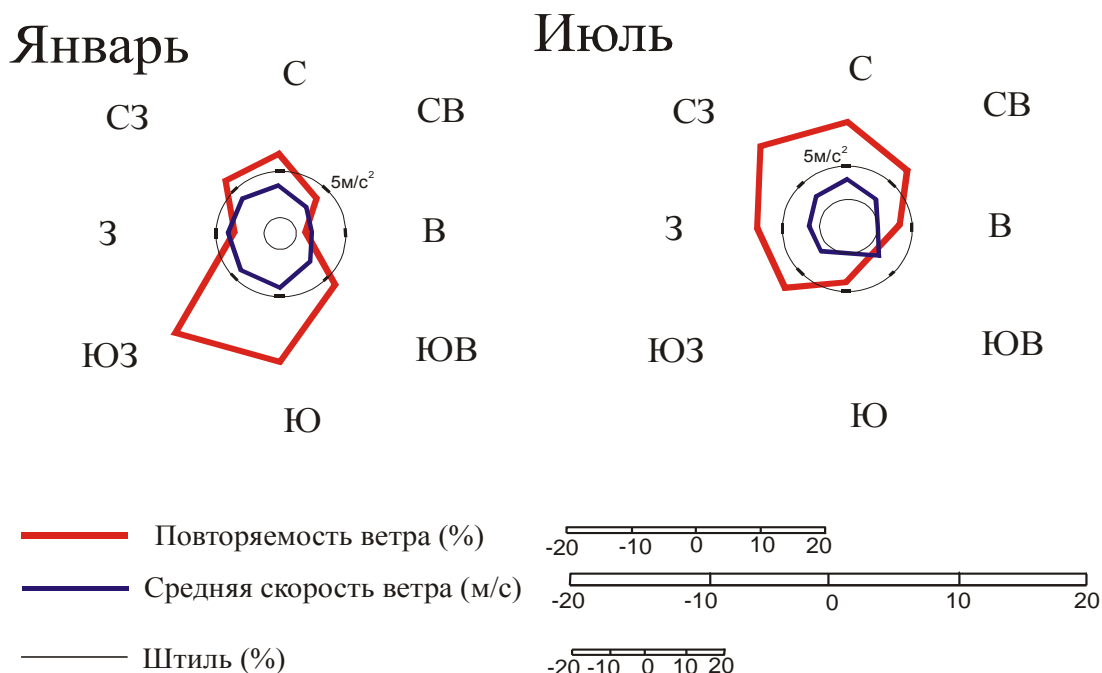 Январь
С
СЗ
СВ
5м/с²
З
В
ЮЗ
ЮВ
Ю
Июль
С
СЗ
СВ
5м/с²
З
В
ЮЗ
ЮВ
Ю
Повторяемость ветра (%)
-20 -10 0 10 20
Средняя скорость ветра (м/с)
-20 -10 0 10 20
Штиль (%)
-20 -10 0 10 20